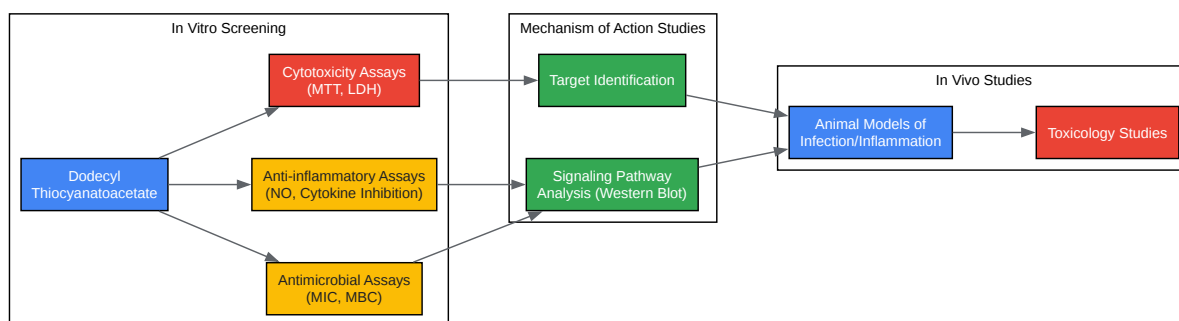 In Vitro Screening
Dodecyl
Thiocyanatoacetate
Cytotoxicity Assays
(MTT, LDH)
Anti-inflammatory Assays
(NO, Cytokine Inhibition)
Antimicrobial Assays
(MIC, MBC)
Mechanism of Action Studies
Target Identification
Signaling Pathway
Analysis (Western Blot)
In Vivo Studies
Animal Models of
Infection/Inflammation
Toxicology Studies